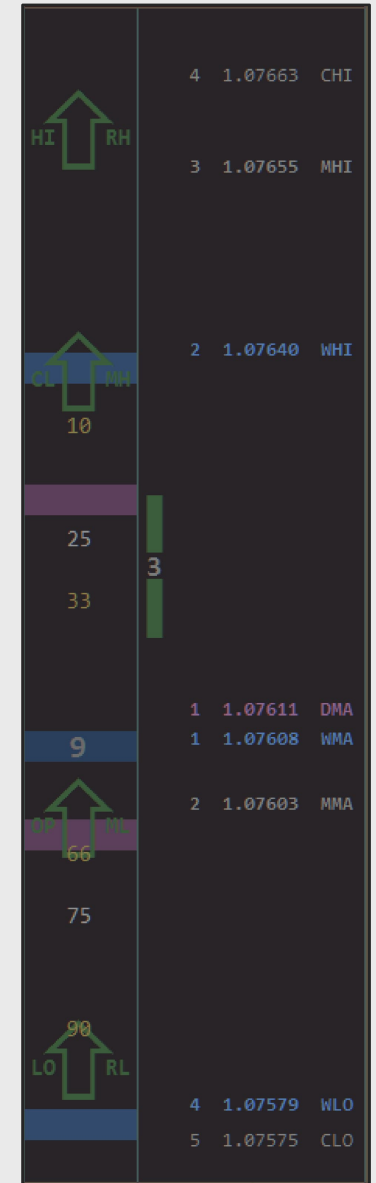 4 1.07663 CHI
HI RH
3 1.07655 MHI
2 1.07640 WHI
CL MH
10
25
3
33
1 1.07611 DMA
1 1.07608 WMA
9
2 1.07603 MMA
OP ML
66
75
90
LO RL
4 1.07579 WLO
5 1.07575 CLO